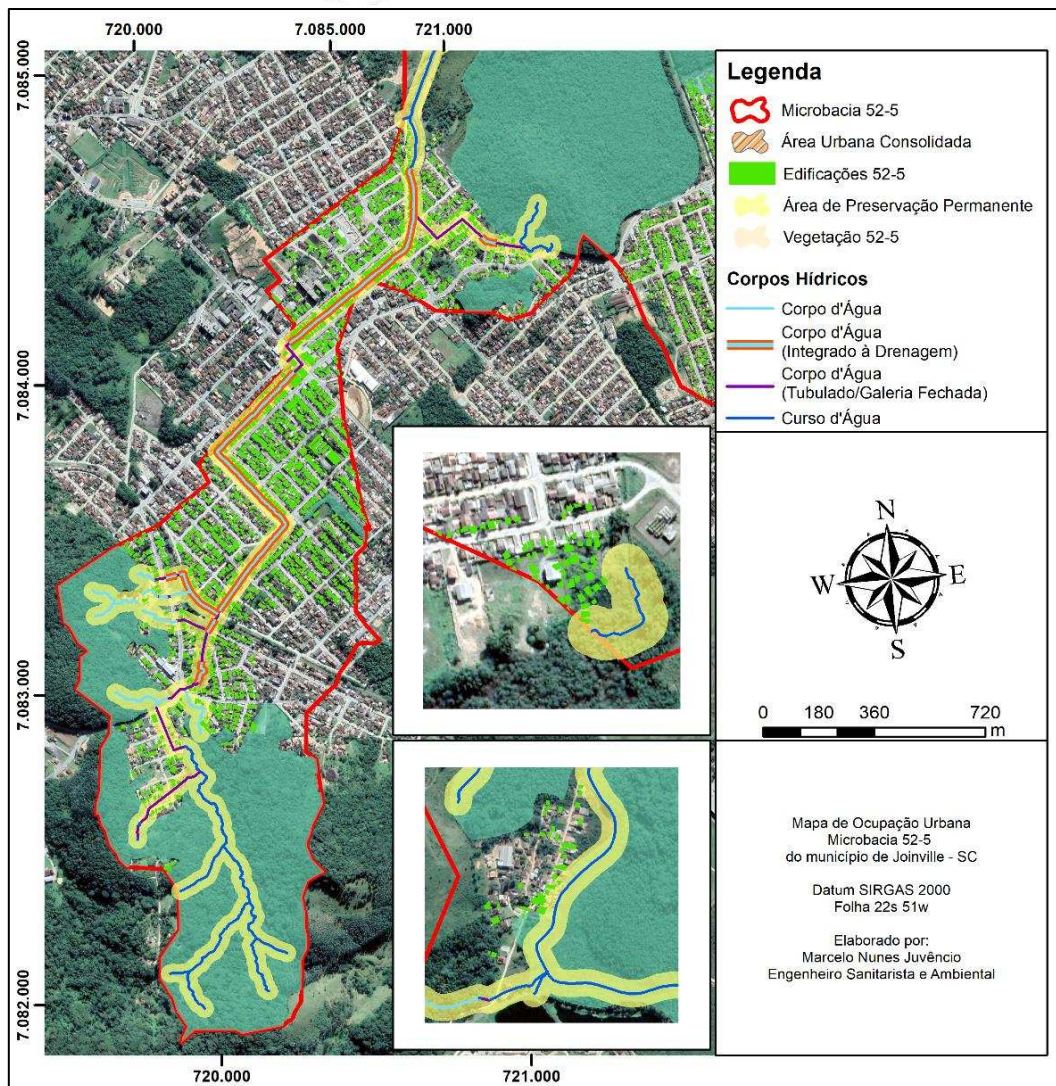 720.000
7.085.000
721.000
7.085.000
7.084.000
7.083.000
7.082.000
720.000
721.000
Legenda
Microbacia 52-5
Área Urbana Consolidada
Edificações 52-5
Área de Preservação Permanente
Vegetação 52-5
Corpos Hídricos
Corpo d'Água
Corpo d'Água
(Integrado à Drenagem)
Corpo d'Água
(Tubulado/Galeria Fechada)
Curso d'Água
N
W
E
S
0 180 360 720
m
Mapa de Ocupação Urbana
Microbacia 52-5
do município de Joinville - SC
Datum SIRGAS 2000
Folha 22s 51w
Elaborado por:
Marcelo Nunes Juvêncio
Engenheiro Sanitarista e Ambiental